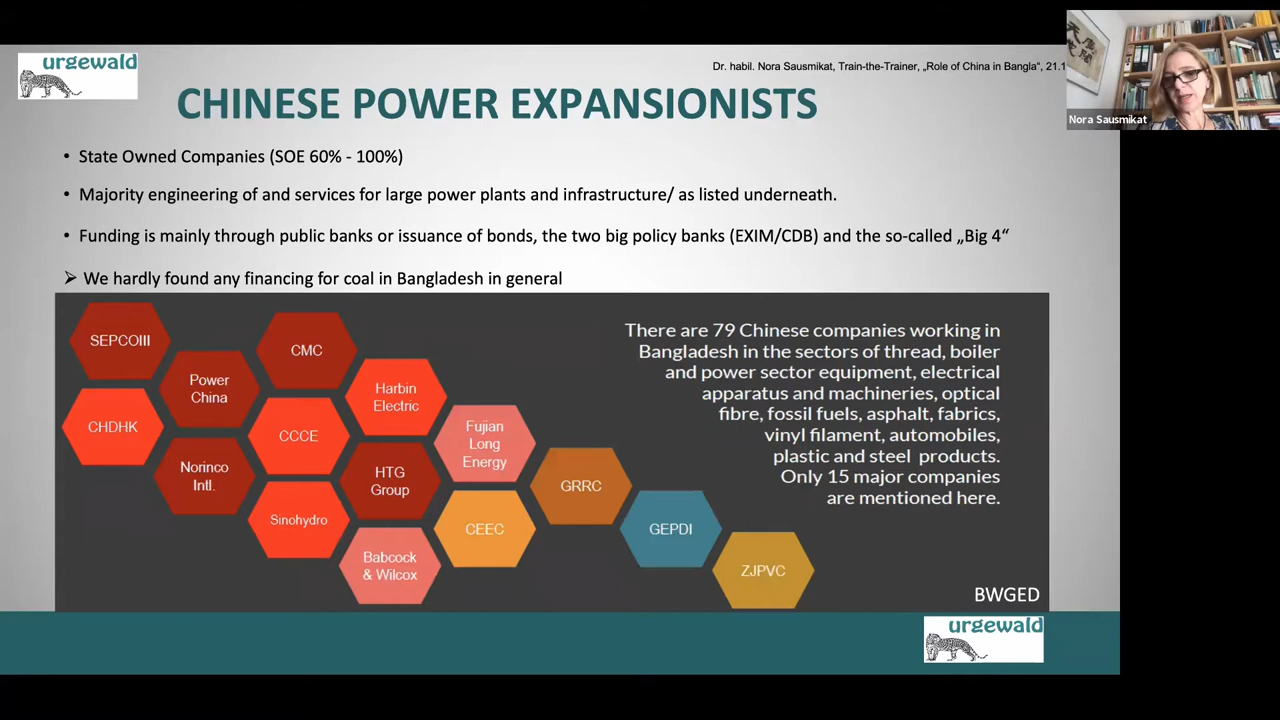 urgewald
Dr. habil. Nora Sausmikat, Train-the-Trainer, „Role of China in Bangla“, 21.1
Nora Sausmikat
CHINESE POWER EXPANSIONISTS
• State Owned Companies (SOE 60% - 100%)
• Majority engineering of and services for large power plants and infrastructure/ as listed underneath.
• Funding is mainly through public banks or issuance of bonds, the two big policy banks (EXIM/CDB) and the so-called „Big 4“
➢ We hardly found any financing for coal in Bangladesh in general
SEPCOIII
Power
China
CMC
Harbin
Electric
CHDHK
CCCE
Fujian
Long
Energy
Norinco
Intl.
HTG
Group
GRRC
Sinohydro
CEEC
GEPDI
Babcock
& Wilcox
ZJPVC
There are 79 Chinese companies working in
Bangladesh in the sectors of thread, boiler
and power sector equipment, electrical
apparatus and machineries, optical
fibre, fossil fuels, asphalt, fabrics,
vinyl filament, automobiles,
plastic and steel products.
Only 15 major companies
are mentioned here.
BWGED
urgewald